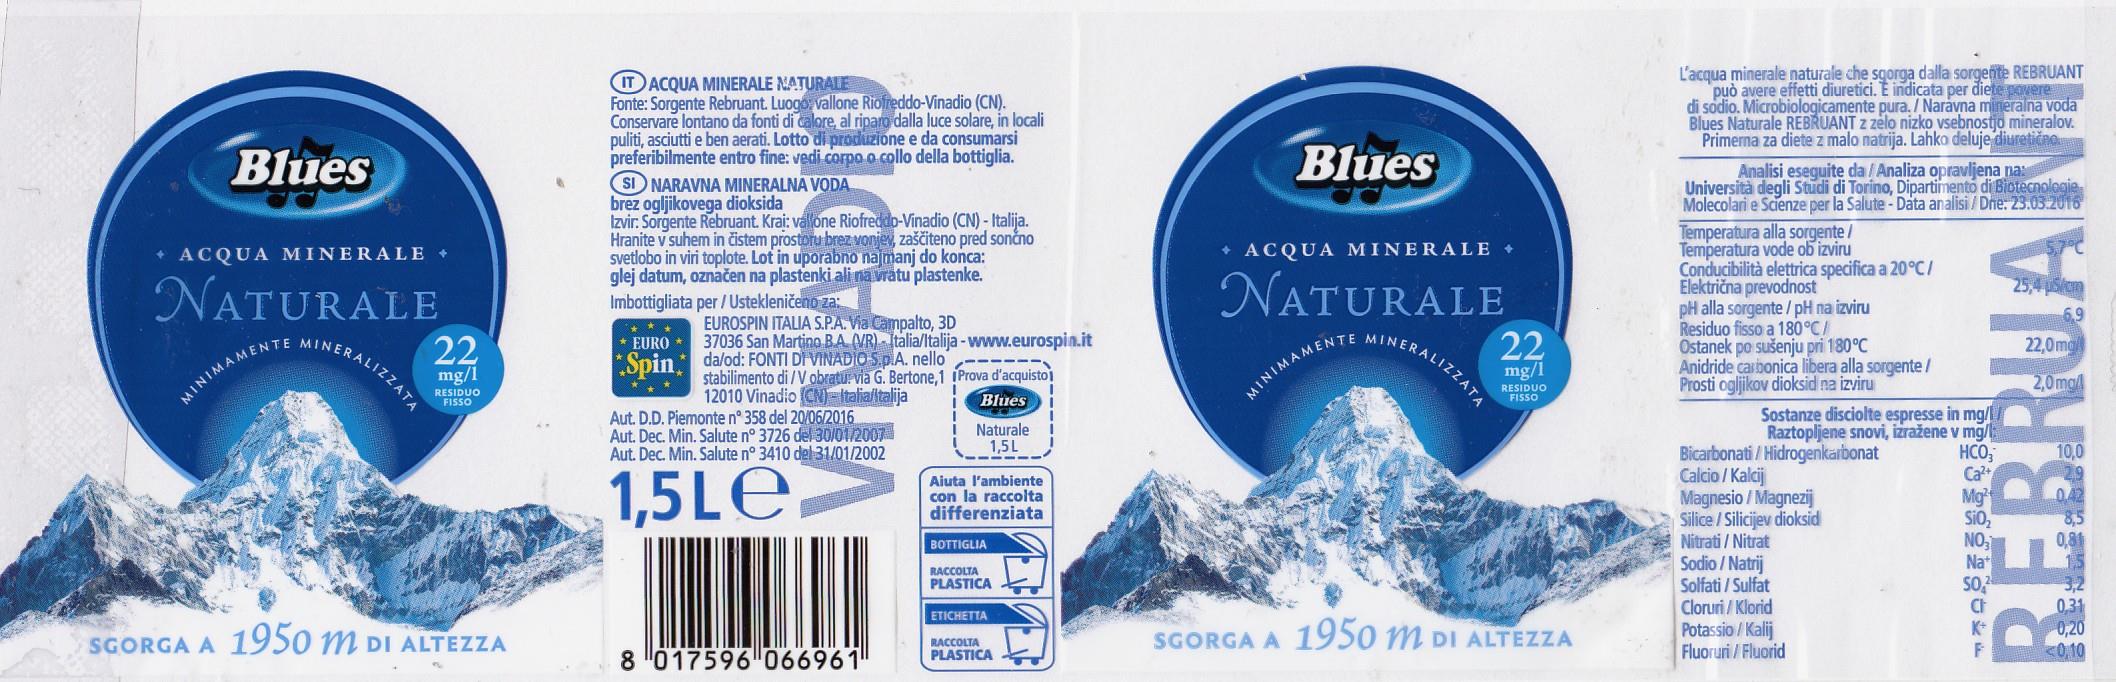 Blues
ACQUA MINERALE
NATURALE
MINIMAMENTE MINERALIZZATA
22
mg/l
RESIDUO
FISSO
SGORGA A 1950 m DI ALTEZZA
IT ACQUA MINERALE NATURALE
Fonte: Sorgente Rebruant. Luogo: vallone Riofreddo-Vinadio (CN).
Conservare lontano da fonti di calore, al riparo dalla luce solare, in locali
puliti, asciutti e ben aerati. Lotto di produzione e da consumarsi
preferibilmente entro fine: vedi corpo o collo della bottiglia.
SI NARAVNA MINERALNA VODA
brez ogljikovega dioksida
Izvir: Sorgente Rebruant. Kraj: vallone Riofreddo-Vinadio (CN) - Italija.
Hranite v suhem in čistem prostoru brez vonjev, zaščiteno pred sončno
svetlobo in viri toplote. Lot in uporabno najmanj do konca:
glej datum, označen na plastenki ali na vratu plastenke.
Imbottigliata per / Ustekleničeno za:
EURO
Spin
EUROSPIN ITALIA S.P.A. Via Campalto, 3D
37036 San Martino B.A. (VR) - Italia/Italija - www.eurospin.it
da/od: FONTI DI VINADIO S.p.A. nello
stabilimento di / V obratu: via G. Bertone,1
12010 Vinadio (CN) - Italia/Italija
Aut. D.D. Piemonte n° 358 del 20/06/2016
Aut. Dec. Min. Salute n° 3726 del 30/01/2007
Aut. Dec. Min. Salute n° 3410 del 31/01/2002
1,5 L e
8 017596 066961
VINADIO
Prova d'acquisto
Blues
Naturale
1,5 L
Aiuta l'ambiente
con la raccolta
differenziata
BOTTIGLIA
RACCOLTA
PLASTICA
ETICHETTA
RACCOLTA
PLASTICA
Blues
ACQUA MINERALE
NATURALE
MINIMAMENTE MINERALIZZATA
22
mg/l
RESIDUO
FISSO
SGORGA A 1950 m DI ALTEZZA
L'acqua minerale naturale che sgorga dalla sorgente REBRUANT
può avere effetti diuretici. È indicata per diete povere
di sodio. Microbiologicamente pura. / Naravna mineralna voda
Blues Naturale REBRUANT z zelo nizko vsebnostjo mineralov.
Primerna za diete z malo natrija. Lahko deluje diuretično.
Analisi eseguite da / Analiza opravljena na:
Università degli Studi di Torino, Dipartimento di Biotecnologie
Molecolari e Scienze per la Salute - Data analisi / Dne: 23.03.2016
Temperatura alla sorgente /
Temperatura vode ob izviru 5,7 °C
Conducibilità elettrica specifica a 20°C /
Električna prevodnost 25,4 µS/cm
pH alla sorgente / pH na izviru 6,9
Residuo fisso a 180°C /
Ostanek po sušenju pri 180°C 22,0 mg/l
Anidride carbonica libera alla sorgente /
Prosti ogljikov dioksid na izviru 2,0 mg/l
Sostanze disciolte espresse in mg/l /
Raztopljene snovi, izražene v mg/l:
Bicarbonati / Hidrogenkarbonat HCO₃⁻ 10,0
Calcio / Kalcij Ca²⁺ 2,9
Magnesio / Magnezij Mg²⁺ 0,42
Silice / Silicijev dioksid SiO₂ 8,5
Nitrati / Nitrat NO₃⁻ 0,81
Sodio / Natrij Na⁺ 1,5
Solfati / Sulfat SO₄²⁻ 3,2
Cloruri / Klorid Cl⁻ 0,31
Potassio / Kalij K⁺ 0,20
Fluoruri / Fluorid F⁻ <0,10
REBRUANT